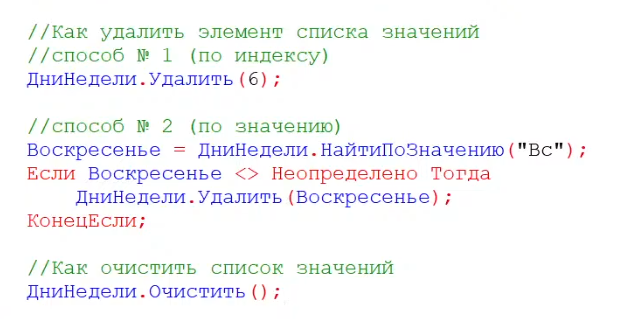 //Как удалить элемент списка значений
//способ № 1 (по индексу)
ДниНедели.Удалить(6);
//способ № 2 (по значению)
Воскресенье = ДниНедели.НайтиПоЗначению("Вс");
Если Воскресенье <> Неопределено Тогда
ДниНедели.Удалить(Воскресенье);
КонецЕсли;
//Как очистить список значений
ДниНедели.Очистить();